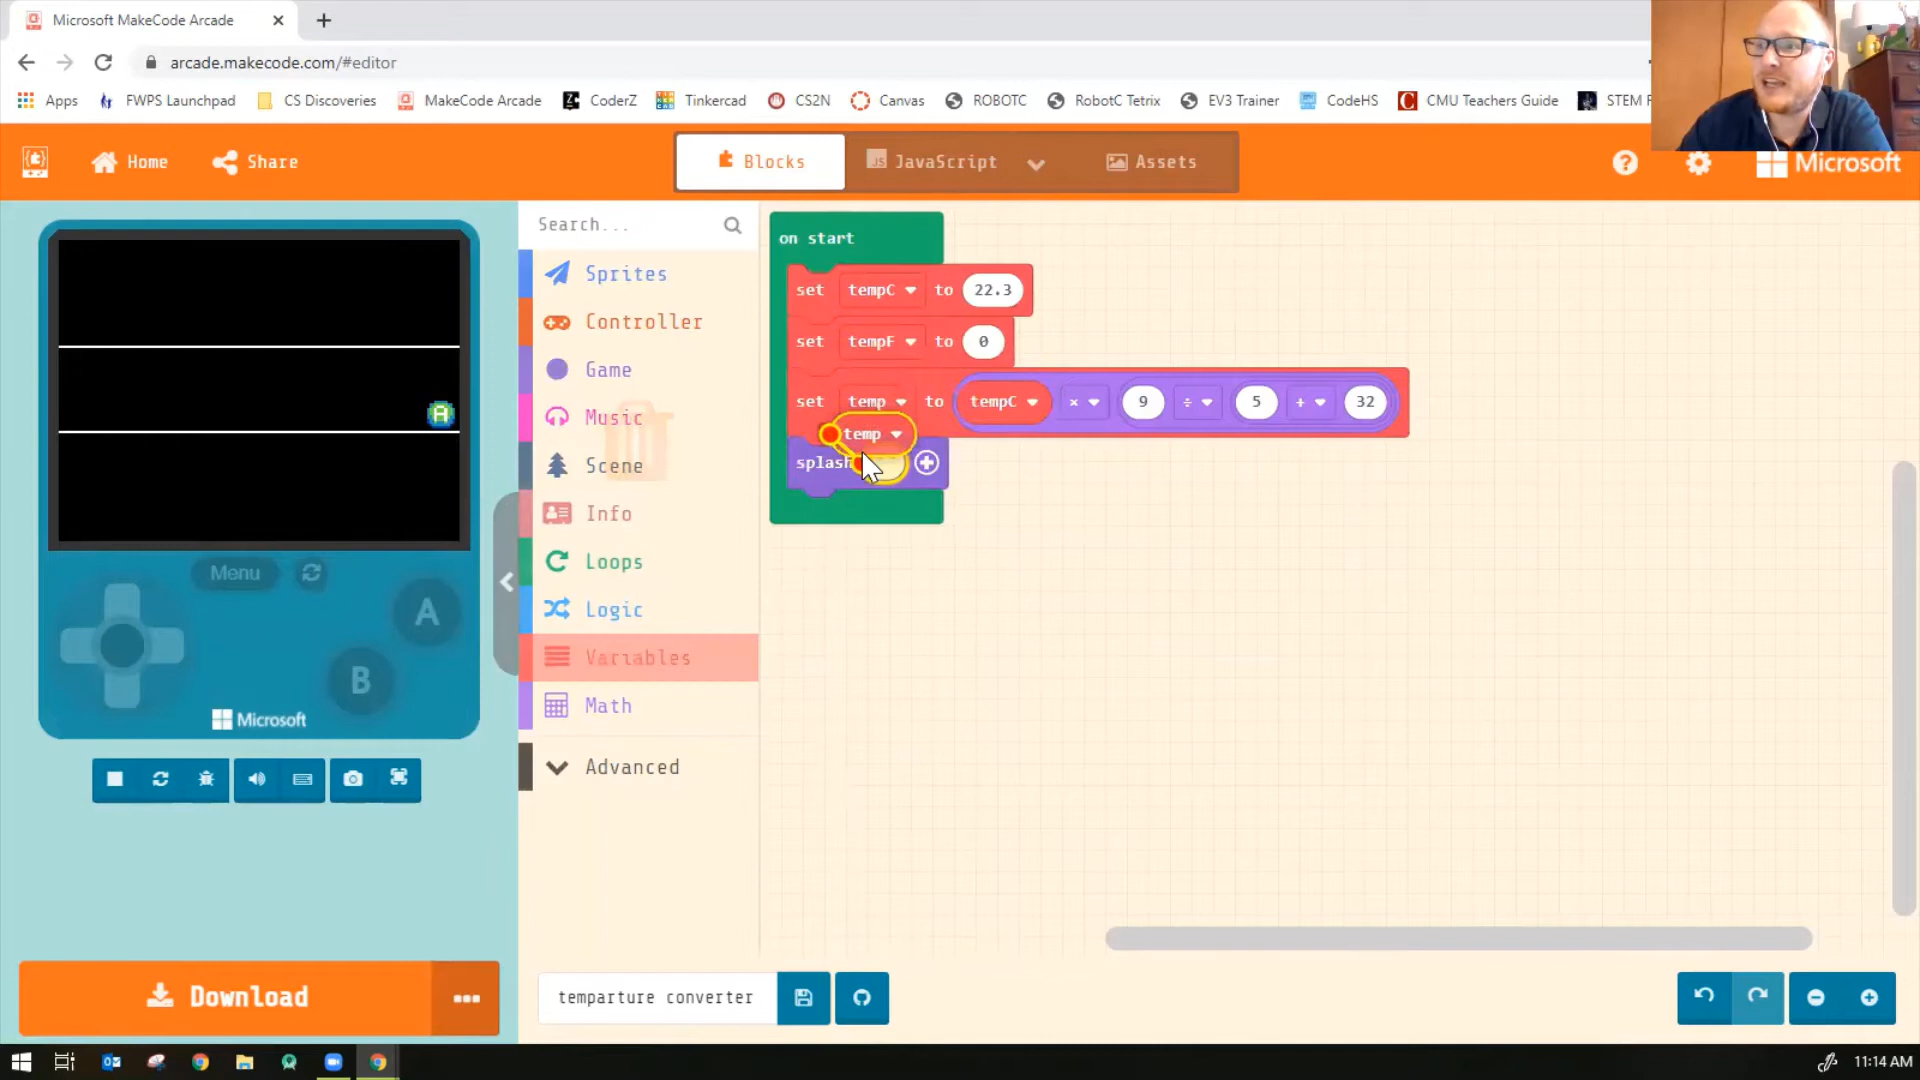 Microsoft MakeCode Arcade
arcade.makecode.com/#editor
Apps
FWPS Launchpad
CS Discoveries
MakeCode Arcade
CoderZ
Tinkercad
CS2N
Canvas
ROBOTC
RobotC Tetrix
EV3 Trainer
CodeHS
CMU Teachers Guide
STEM
Home
Share
Blocks
JavaScript
Assets
Microsoft
Search...
Sprites
Controller
Game
Music
Scene
Info
Loops
Logic
Variables
Math
Advanced
on start
set tempC to 22.3
set tempF to 0
set temp to tempC × 9 ÷ 5 + 32
temp
splash
A
Menu
A
B
Microsoft
Download
temparture converter
11:14 AM